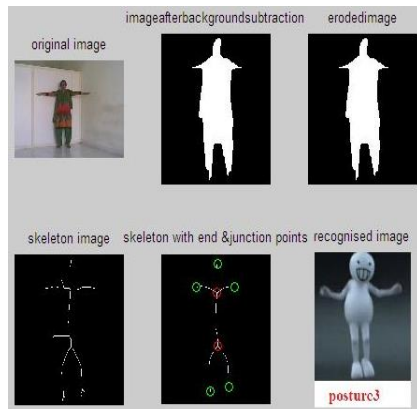 imageafterbackgroundsubtraction
erodedimage
original image
skeleton image
skeleton with end &junction points
recognised image
posture3